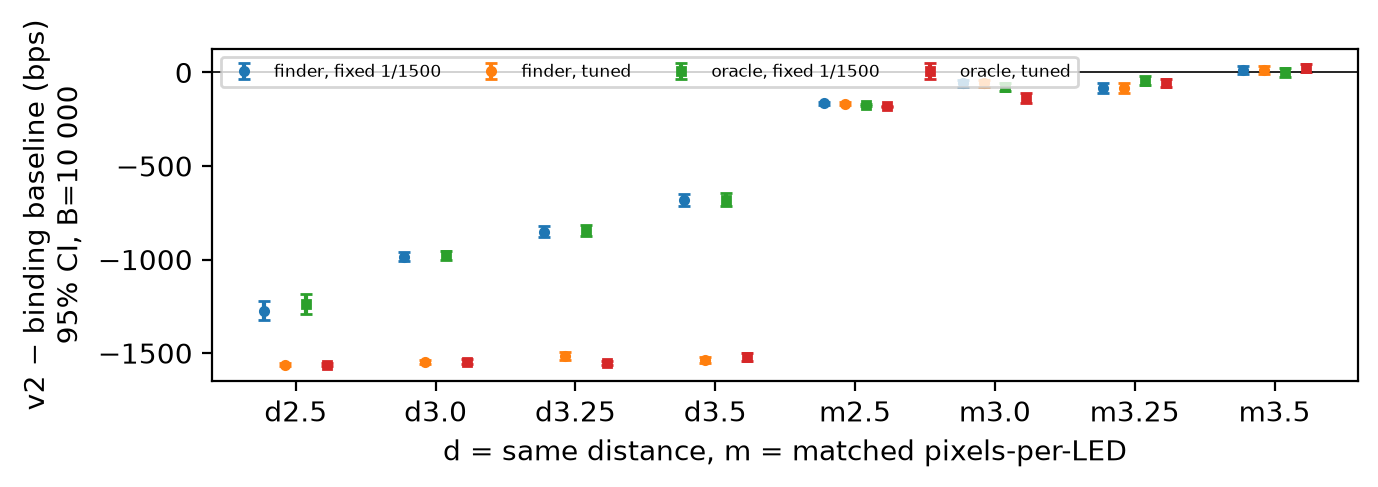 finder, fixed 1/1500 finder, tuned oracle, fixed 1/1500 oracle, tuned
v2 − binding baseline (bps)
95% CI, B=10 000
0
−500
−1000
−1500
d2.5 d3.0 d3.25 d3.5 m2.5 m3.0 m3.25 m3.5
d = same distance, m = matched pixels-per-LED